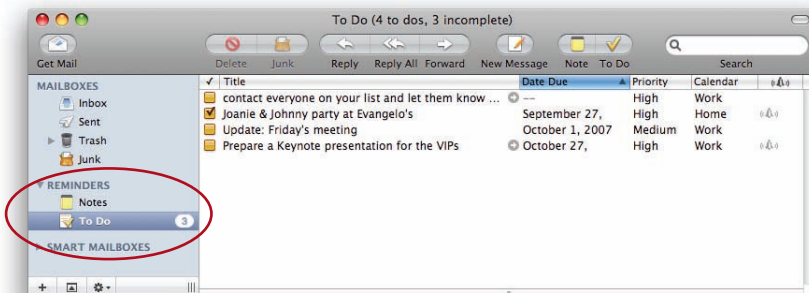 To Do (4 to dos, 3 incomplete)
Get Mail Delete Junk Reply Reply All Forward New Message Note To Do Search
MAILBOXES
Inbox
Sent
Trash
Junk
REMINDERS
Notes
To Do 3
SMART MAILBOXES
✓ Title Date Due Priority Calendar
contact everyone on your list and let them know ... -- High Work
Joanie & Johnny party at Evangelo's September 27, High Home
Update: Friday's meeting October 1, 2007 Medium Work
Prepare a Keynote presentation for the VIPs October 27, High Work